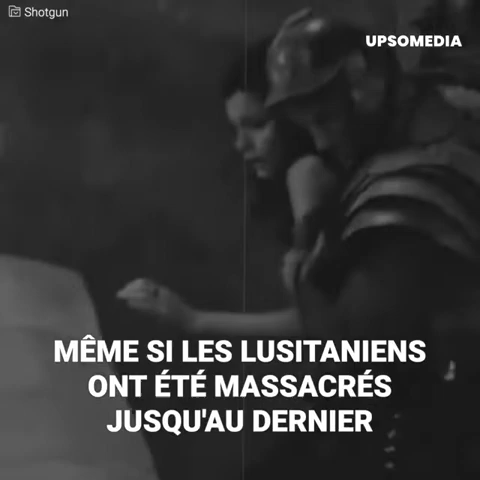 Shotgun
UPSOMEDIA
MÊME SI LES LUSITANIENS
ONT ÉTÉ MASSACRÉS
JUSQU'AU DERNIER